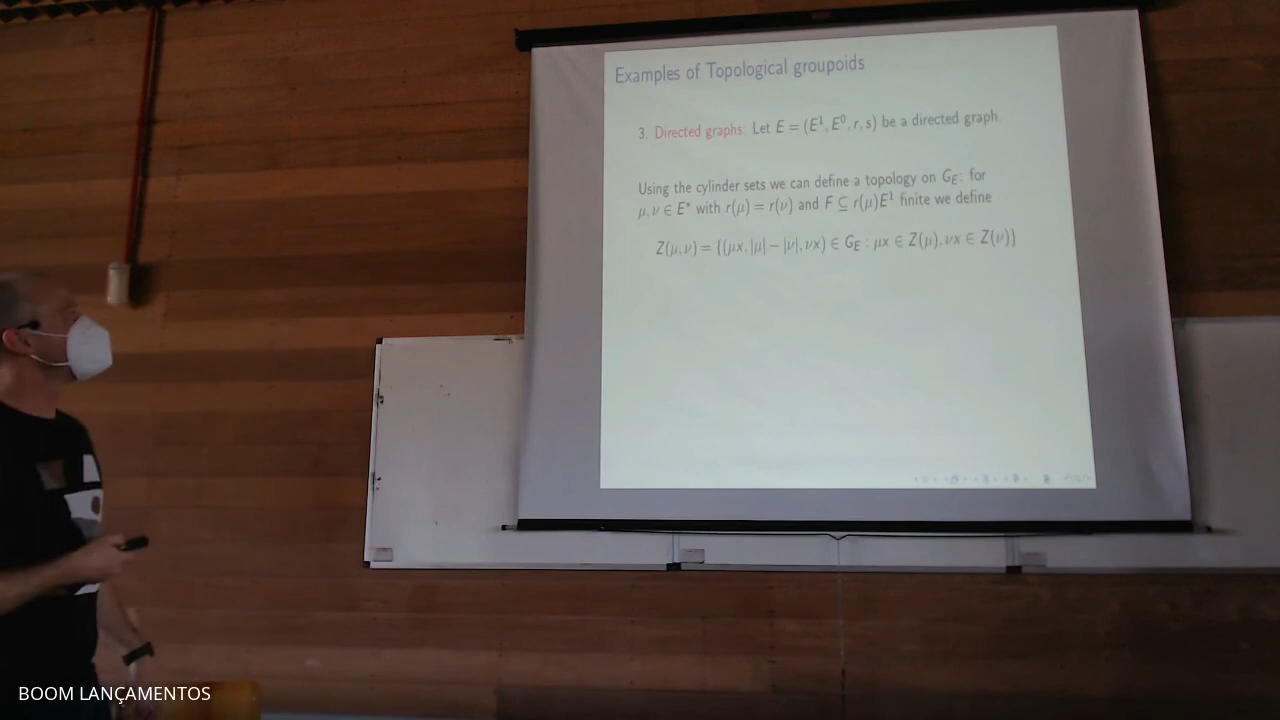 Examples of Topological groupoids
3. Directed graphs: Let E = (E¹, E⁰, r, s) be a directed graph.
Using the cylinder sets we can define a topology on G_E: for
μ, ν ∈ E* with r(μ) = r(ν) and F ⊆ r(μ)E¹ finite we define
Z(μ, ν) = {(μx, |μ| − |ν|, νx) ∈ G_E : μx ∈ Z(μ), νx ∈ Z(ν)}
BOOM LANÇAMENTOS